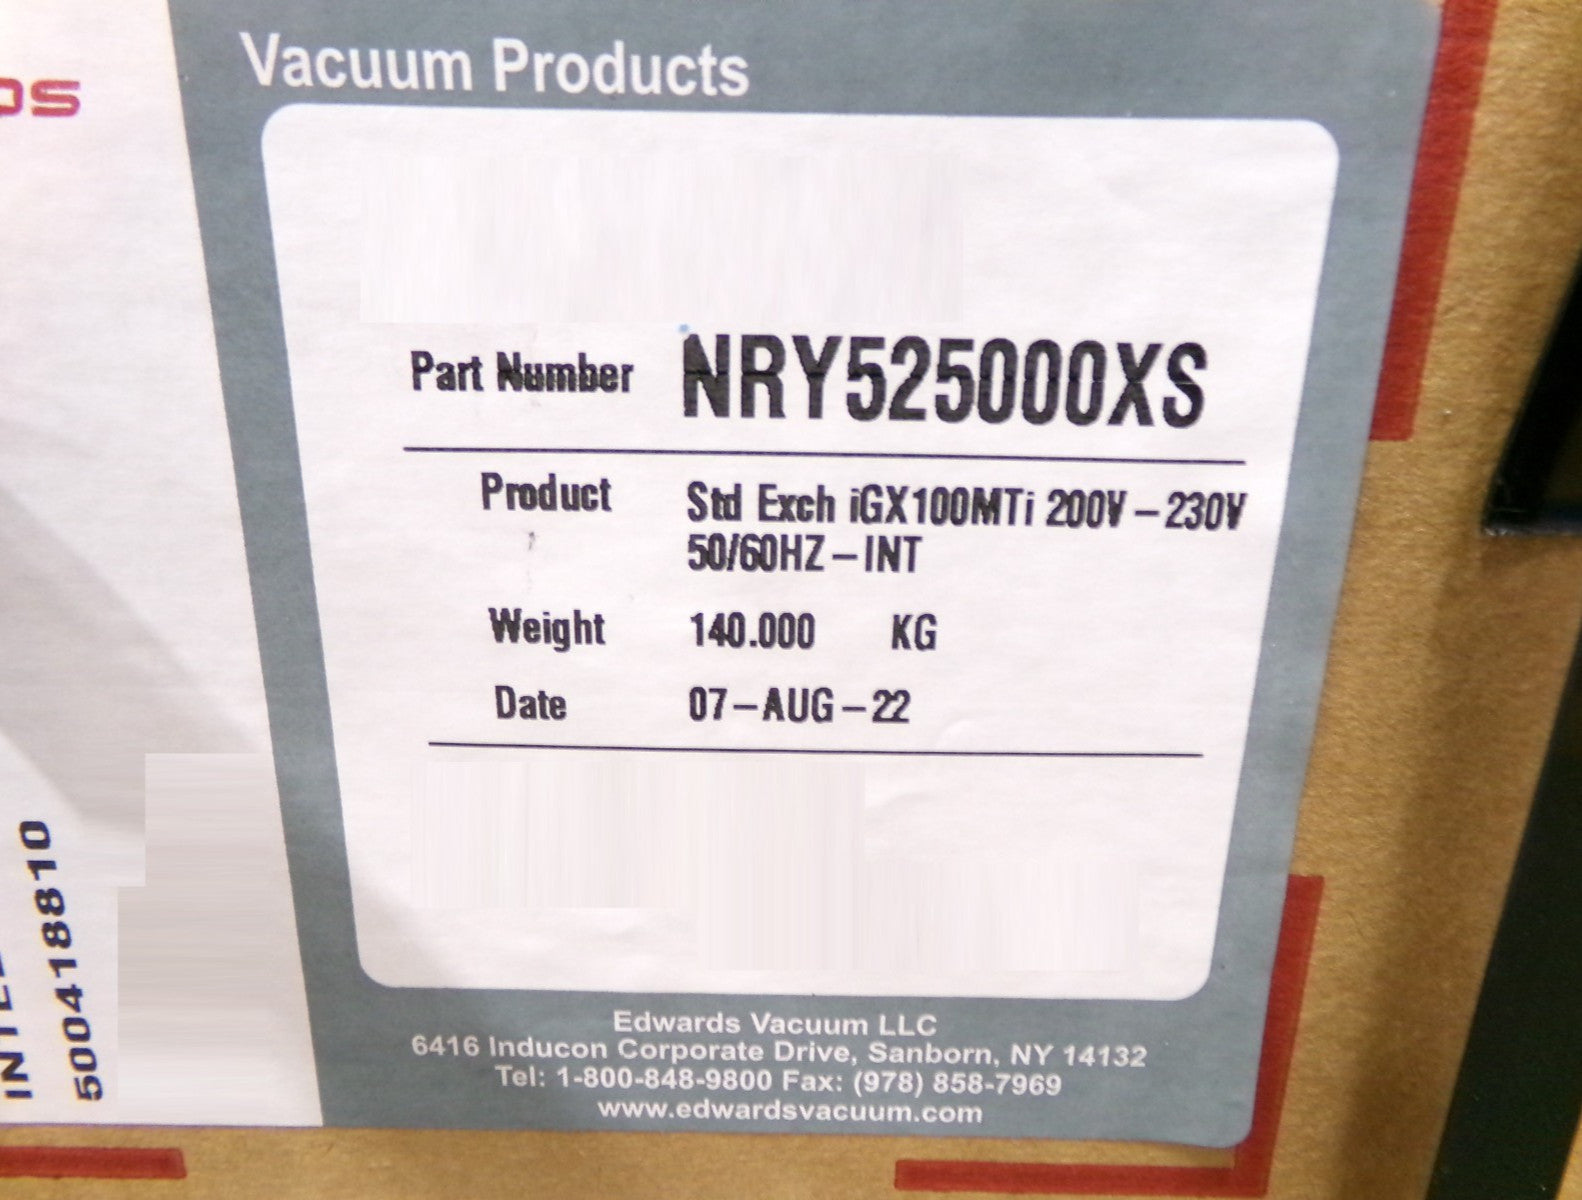 Vacuum Products
Part Number NRY525000XS
Product Std Exch iGX100MTi 200V-230V
50/60HZ-INT
Weight 140.000 KG
Date 07-AUG-22
Edwards Vacuum LLC
6416 Inducon Corporate Drive, Sanborn, NY 14132
Tel: 1-800-848-9800 Fax: (978) 858-7969
www.edwardsvacuum.com
500418810